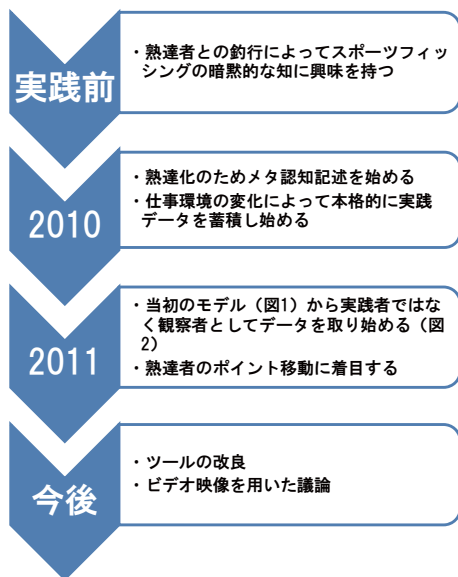 実践前
・熟達者との釣行によってスポーツフィッ
シングの暗黙的な知に興味を持つ
2010
・熟達化のためメタ認知記述を始める
・仕事環境の変化によって本格的に実践
データを蓄積し始める
2011
・当初のモデル（図1）から実践者ではな
く観察者としてデータを取り始める（図
2）
・熟達者のポイント移動に着目する
今後
・ツールの改良
・ビデオ映像を用いた議論